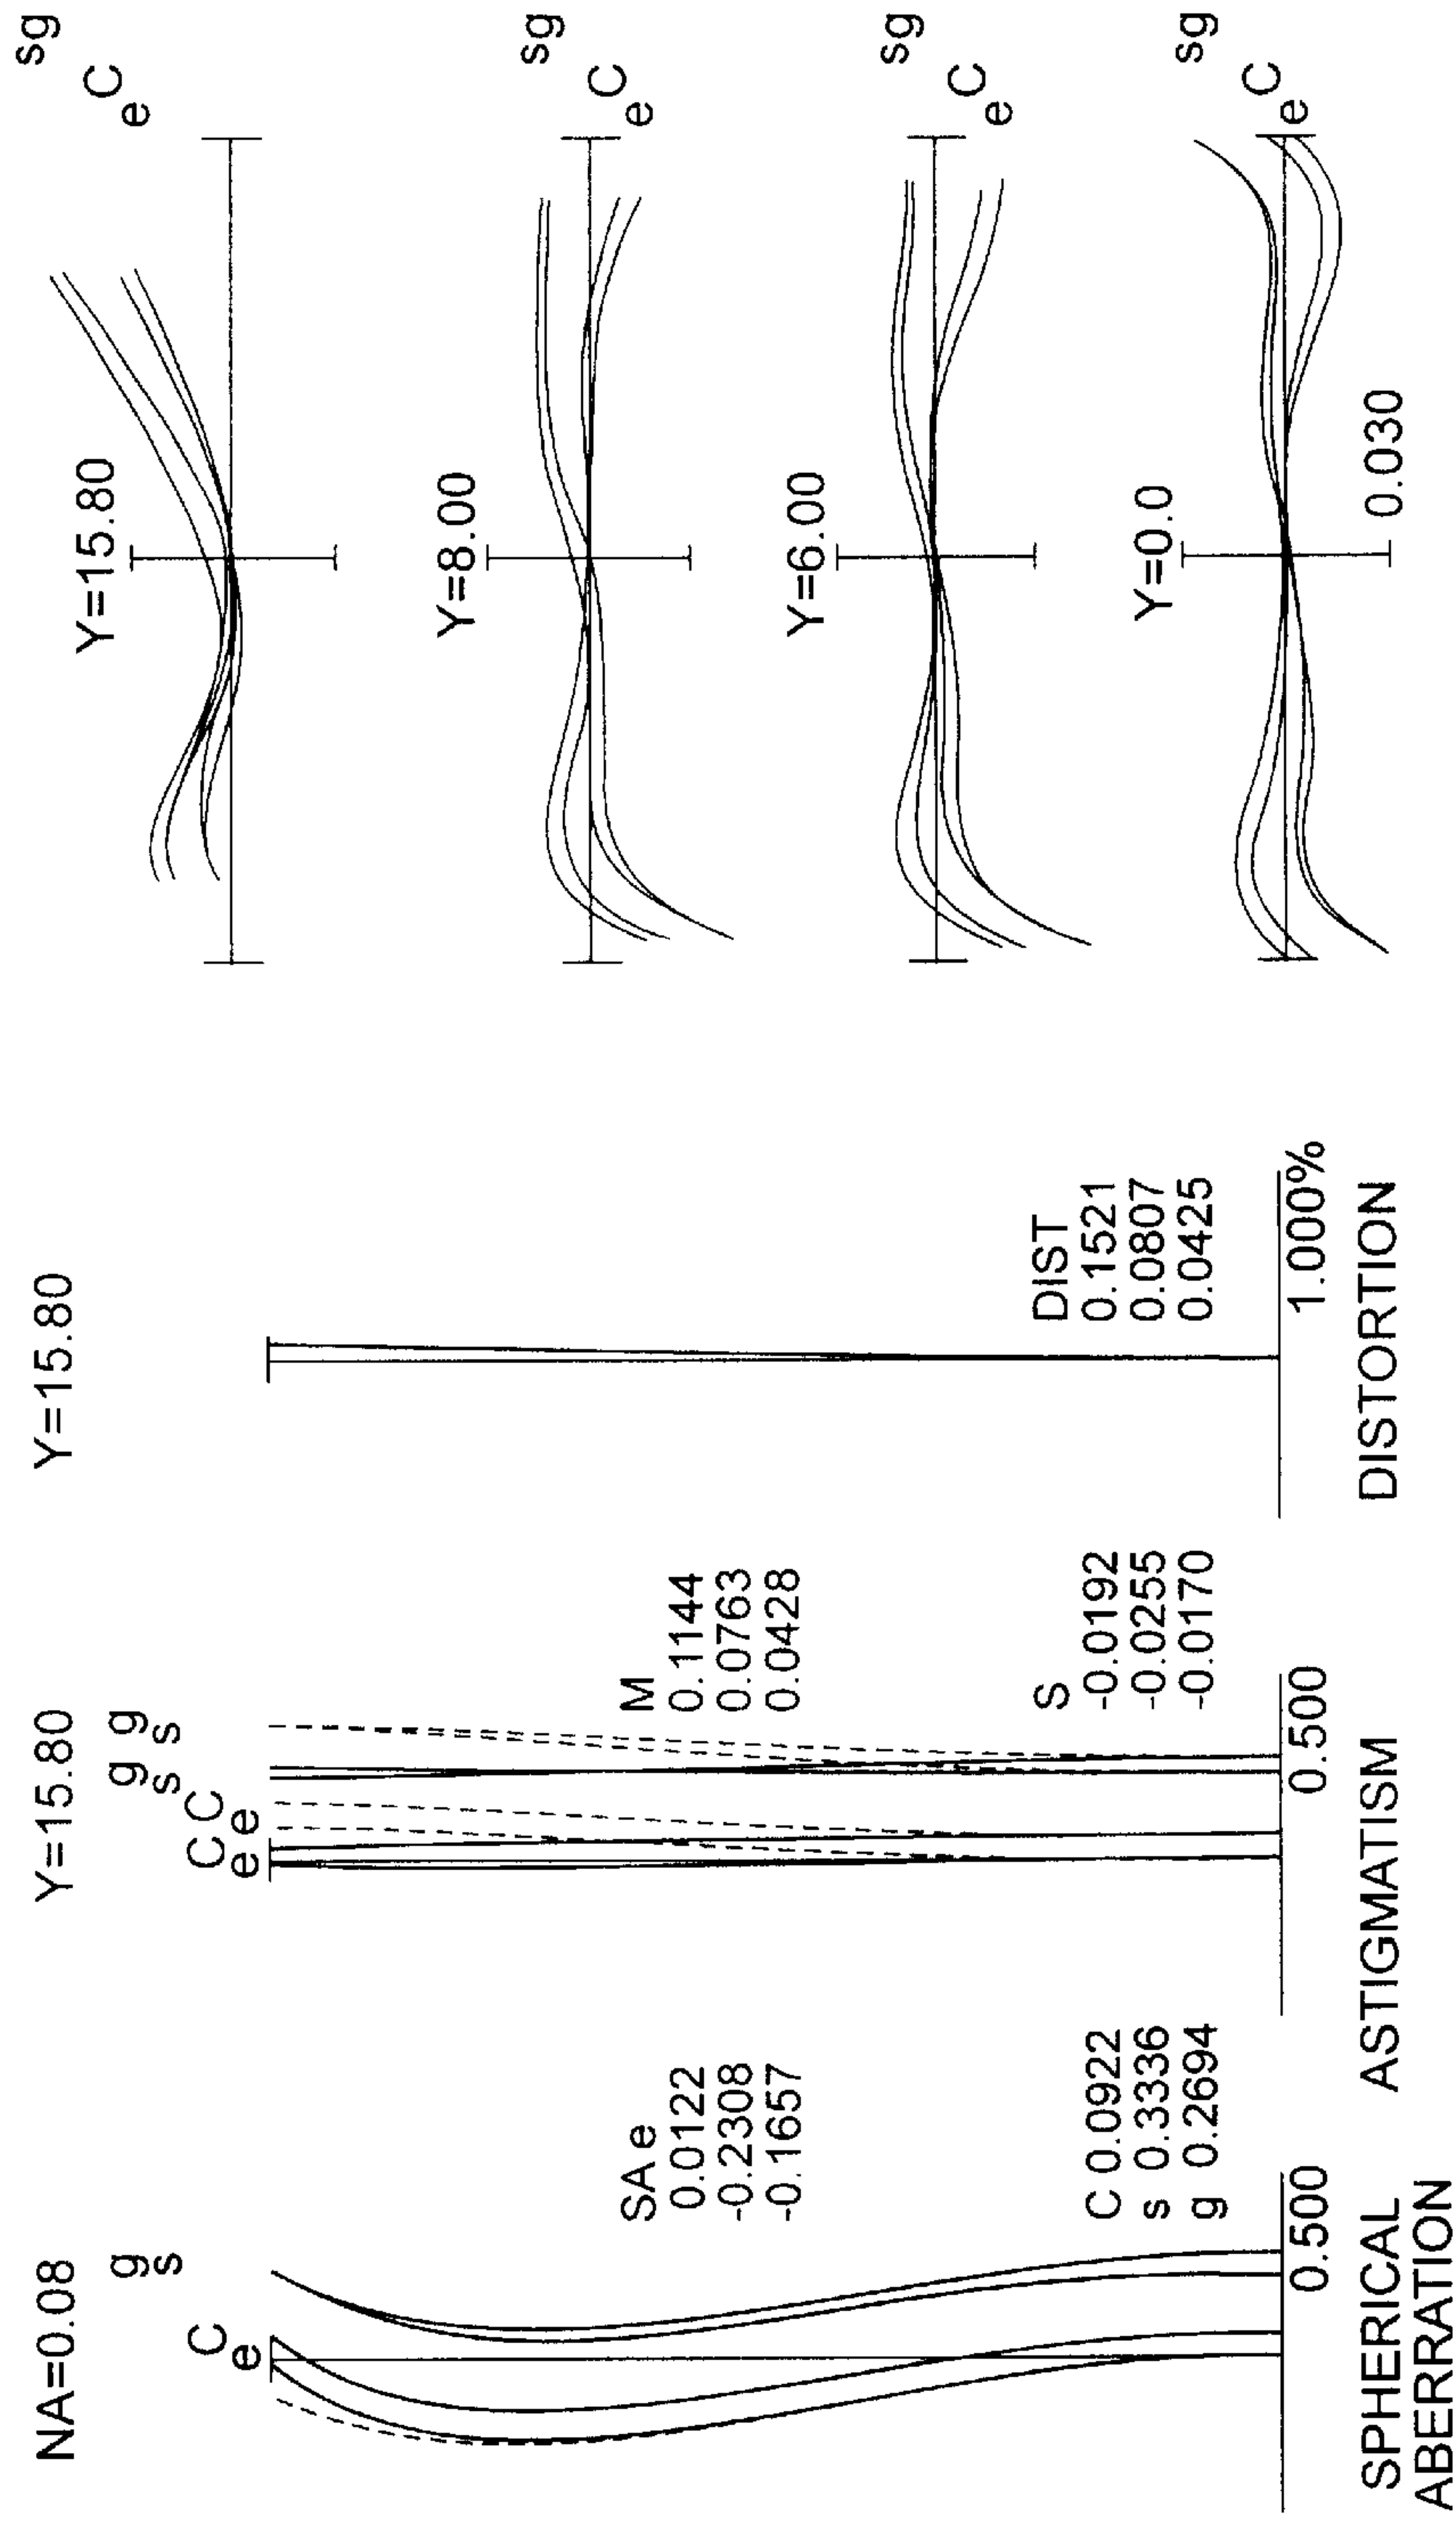 NA=0.08
g
s
C
e
SA e
0.0122
-0.2308
-0.1657
C 0.0922
s 0.3336
g 0.2694
0.500
SPHERICAL
ABERRATION
Y=15.80
g g
s s
C C
e e
M
0.1144
0.0763
0.0428
S
-0.0192
-0.0255
-0.0170
0.500
ASTIGMATISM
Y=15.80
DIST
0.1521
0.0807
0.0425
1.000%
DISTORTION
Y=15.80
sg
C
e
Y=8.00
sg
C
e
Y=6.00
sg
C
e
Y=0.0
sg
C
e
0.030